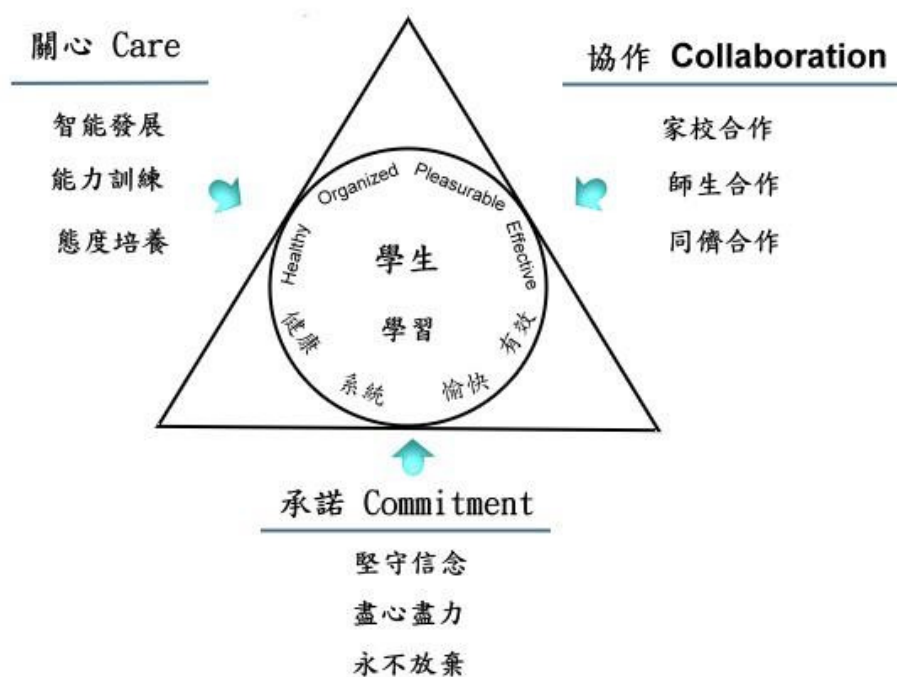 關心 Care
智能發展
能力訓練
態度培養
協作 Collaboration
家校合作
師生合作
同儕合作
Healthy
Organized
Pleasurable
Effective
學生
學習
健康
系統
愉快
有效
承諾 Commitment
堅守信念
盡心盡力
永不放棄